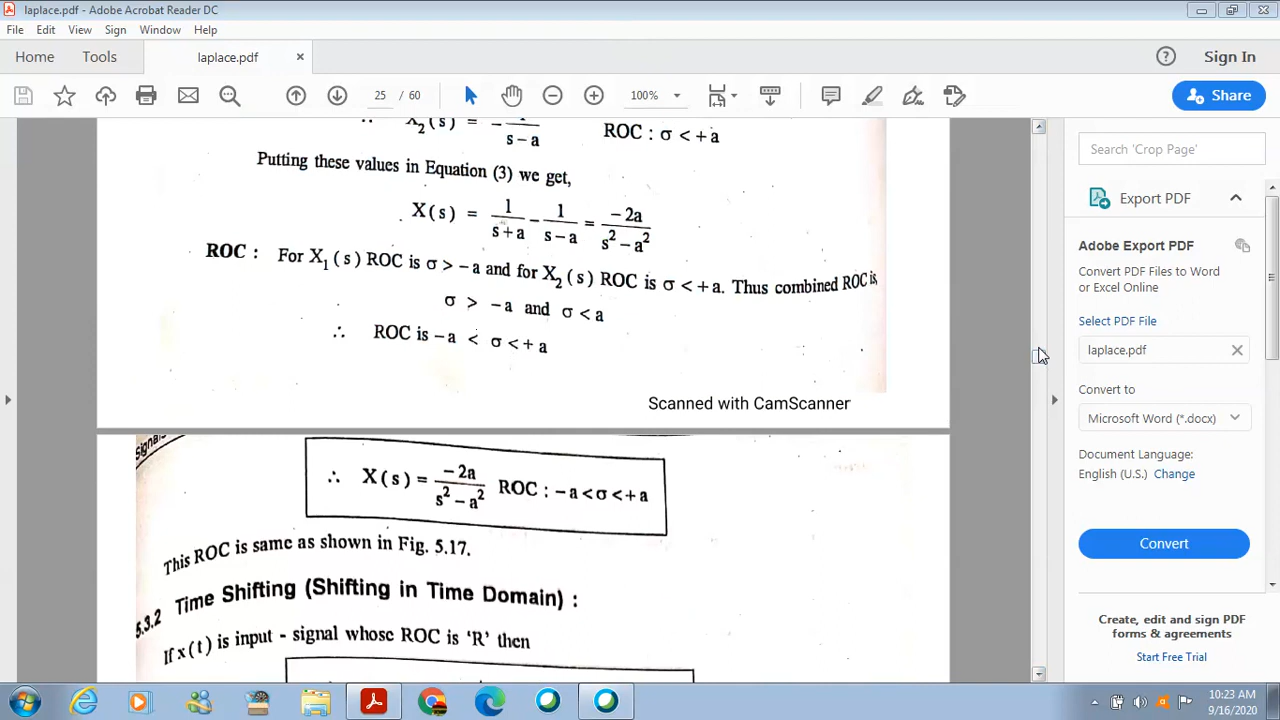 laplace.pdf - Adobe Acrobat Reader DC
File Edit View Sign Window Help
Home Tools laplace.pdf × Sign In
25 / 60 100% Share
∴ X₂(s) = - 1/(s-a) ROC : σ < +a
Putting these values in Equation (3) we get,
X(s) = 1/(s+a) - 1/(s-a) = -2a/(s²-a²)
ROC : For X₁(s) ROC is σ > -a and for X₂(s) ROC is σ < +a. Thus combined ROC is,
σ > -a and σ < a
∴ ROC is -a < σ < +a
Scanned with CamScanner
Signals
∴ X(s) = -2a/(s²-a²) ROC : -a < σ < +a
This ROC is same as shown in Fig. 5.17.
5.3.2 Time Shifting (Shifting in Time Domain) :
If x(t) is input - signal whose ROC is 'R' then
Search 'Crop Page'
Export PDF
Adobe Export PDF
Convert PDF Files to Word
or Excel Online
Select PDF File
laplace.pdf
Convert to
Microsoft Word (*.docx)
Document Language:
English (U.S.) Change
Convert
Create, edit and sign PDF
forms & agreements
Start Free Trial
10:23 AM
9/16/2020